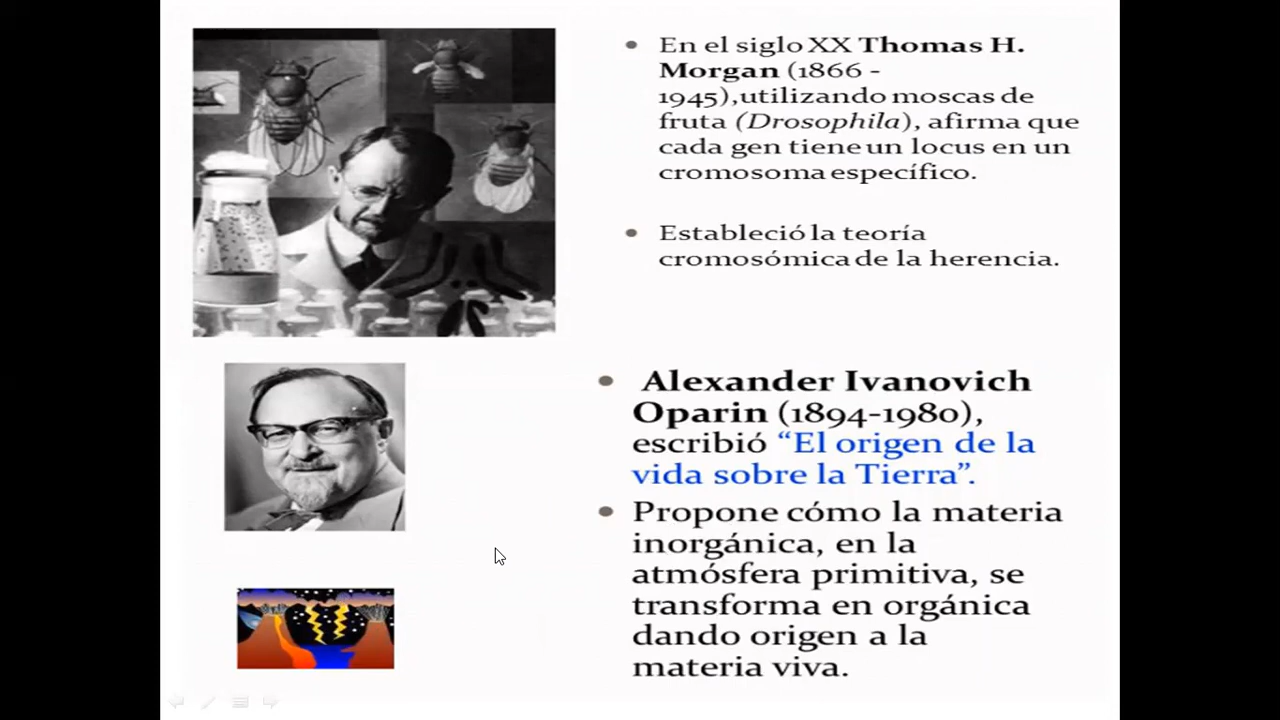 En el siglo XX Thomas H.
Morgan (1866 -
1945),utilizando moscas de
fruta (Drosophila), afirma que
cada gen tiene un locus en un
cromosoma específico.
Estableció la teoría
cromosómica de la herencia.
Alexander Ivanovich
Oparin (1894-1980),
escribió “El origen de la
vida sobre la Tierra”.
Propone cómo la materia
inorgánica, en la
atmósfera primitiva, se
transforma en orgánica
dando origen a la
materia viva.